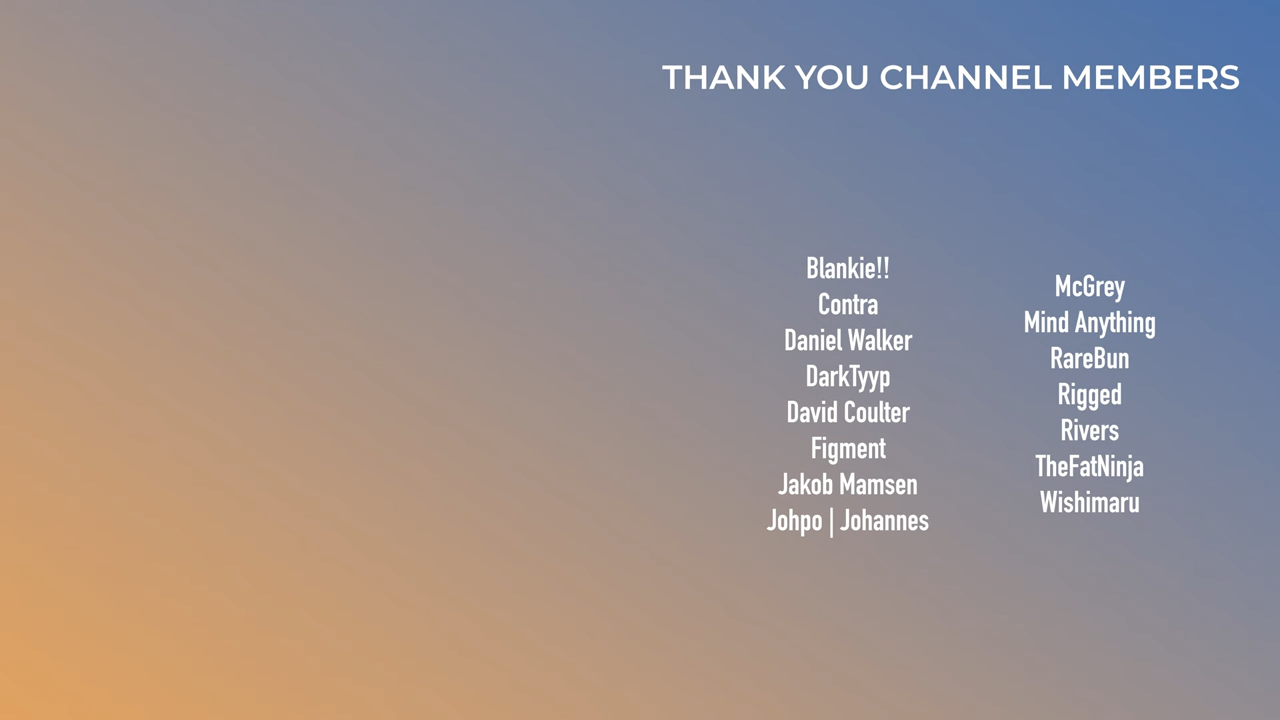 THANK YOU CHANNEL MEMBERS
Blankie!!
Contra
Daniel Walker
DarkTyyp
David Coulter
Figment
Jakob Mamsen
Johpo | Johannes
McGrey
Mind Anything
RareBun
Rigged
Rivers
TheFatNinja
Wishimaru